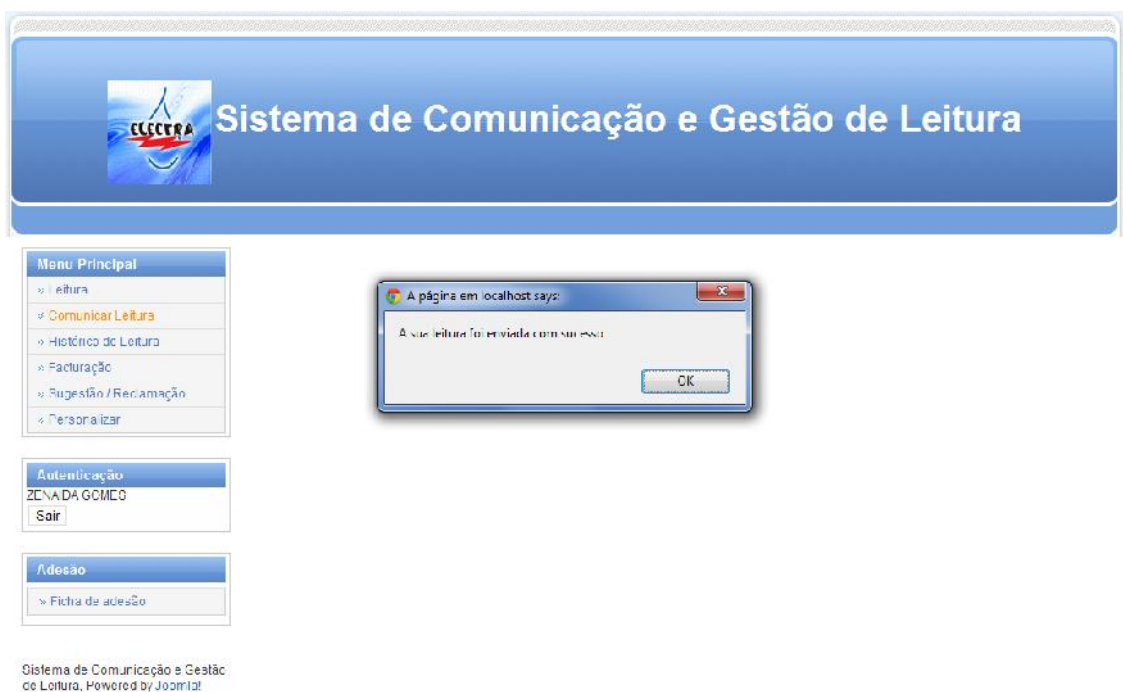 ELECTRA
Sistema de Comunicação e Gestão de Leitura
Menu Principal
» Leitura
» Comunicar Leitura
» Histórico de Leitura
» Facturação
» Sugestão / Reclamação
» Personalizar
A página em localhost says:
A sua leitura foi enviada com sucesso
OK
Autenticação
ZENAIDA GOMES
Sair
Adesão
» Ficha de adesão
Sistema de Comunicação e Gestão
de Leitura, Powered by Joomla!